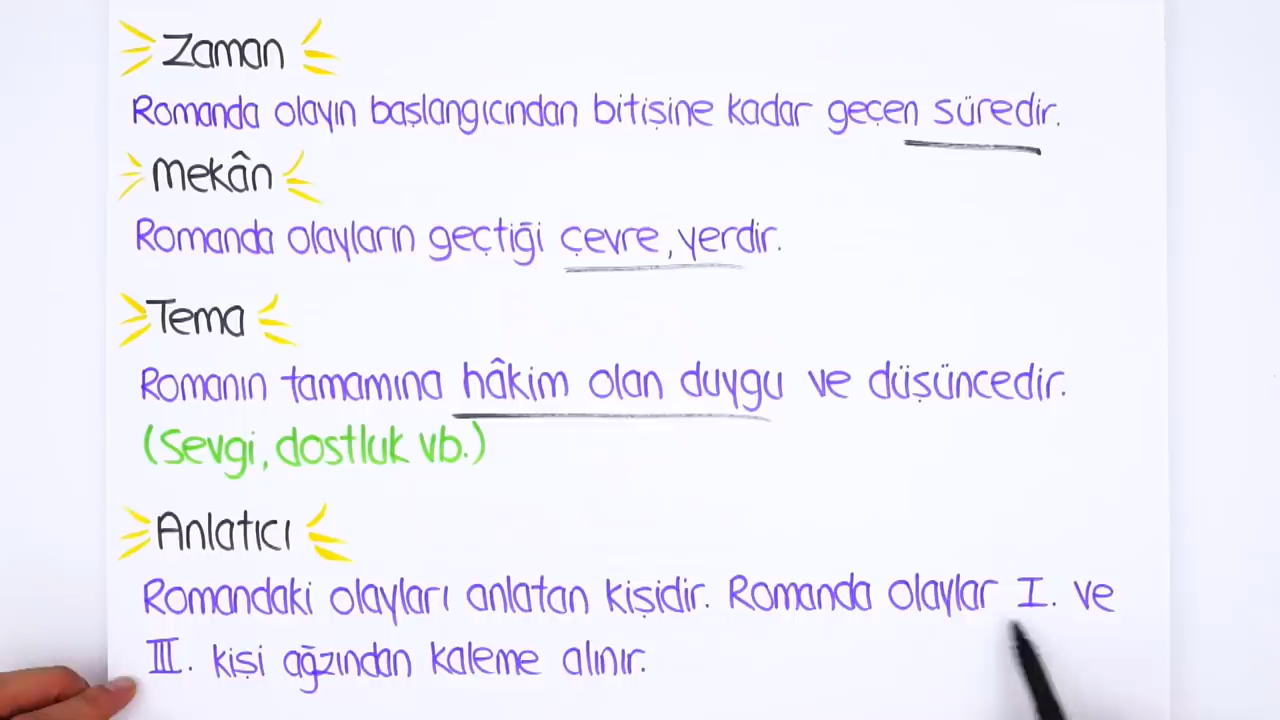 Zaman
Romanda olayın başlangıcından bitişine kadar geçen süredir.
Mekân
Romanda olayların geçtiği çevre, yerdir.
Tema
Romanın tamamına hâkim olan duygu ve düşüncedir.
(Sevgi, dostluk vb.)
Anlatıcı
Romandaki olayları anlatan kişidir. Romanda olaylar I. ve
III. kişi ağzından kaleme alınır.